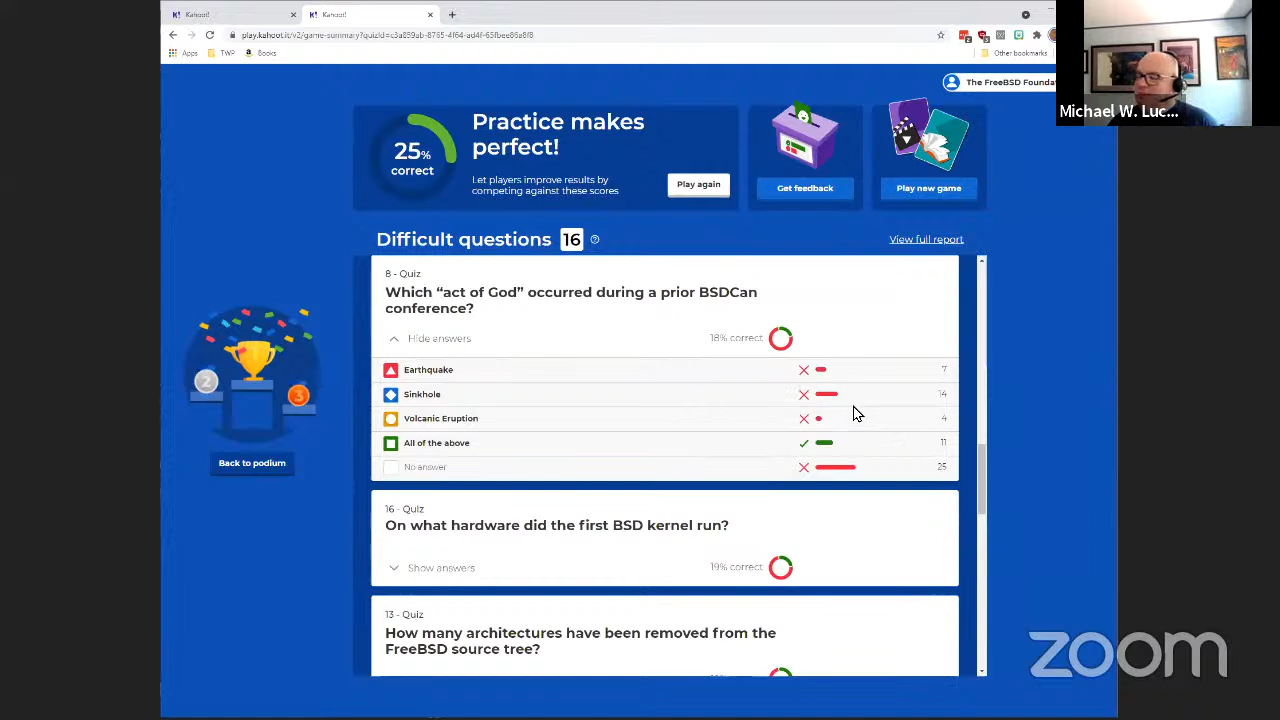 K! Kahoot!
K! Kahoot!
play.kahoot.it/v2/game-summary?quizId=c3a859ab-8765-4f64-ad4f-65fbee86a8f8
Apps
TWP
Books
Other bookmarks
The FreeBSD Founda
Michael W. Luc...
25% correct
Practice makes perfect!
Let players improve results by
competing against these scores
Play again
Get feedback
Play new game
Difficult questions 16
View full report
8 - Quiz
Which “act of God” occurred during a prior BSDCan
conference?
Hide answers
18% correct
Earthquake 7
Sinkhole 14
Volcanic Eruption 4
All of the above 11
No answer 25
2
3
Back to podium
16 - Quiz
On what hardware did the first BSD kernel run?
Show answers
19% correct
13 - Quiz
How many architectures have been removed from the
FreeBSD source tree?
zoom